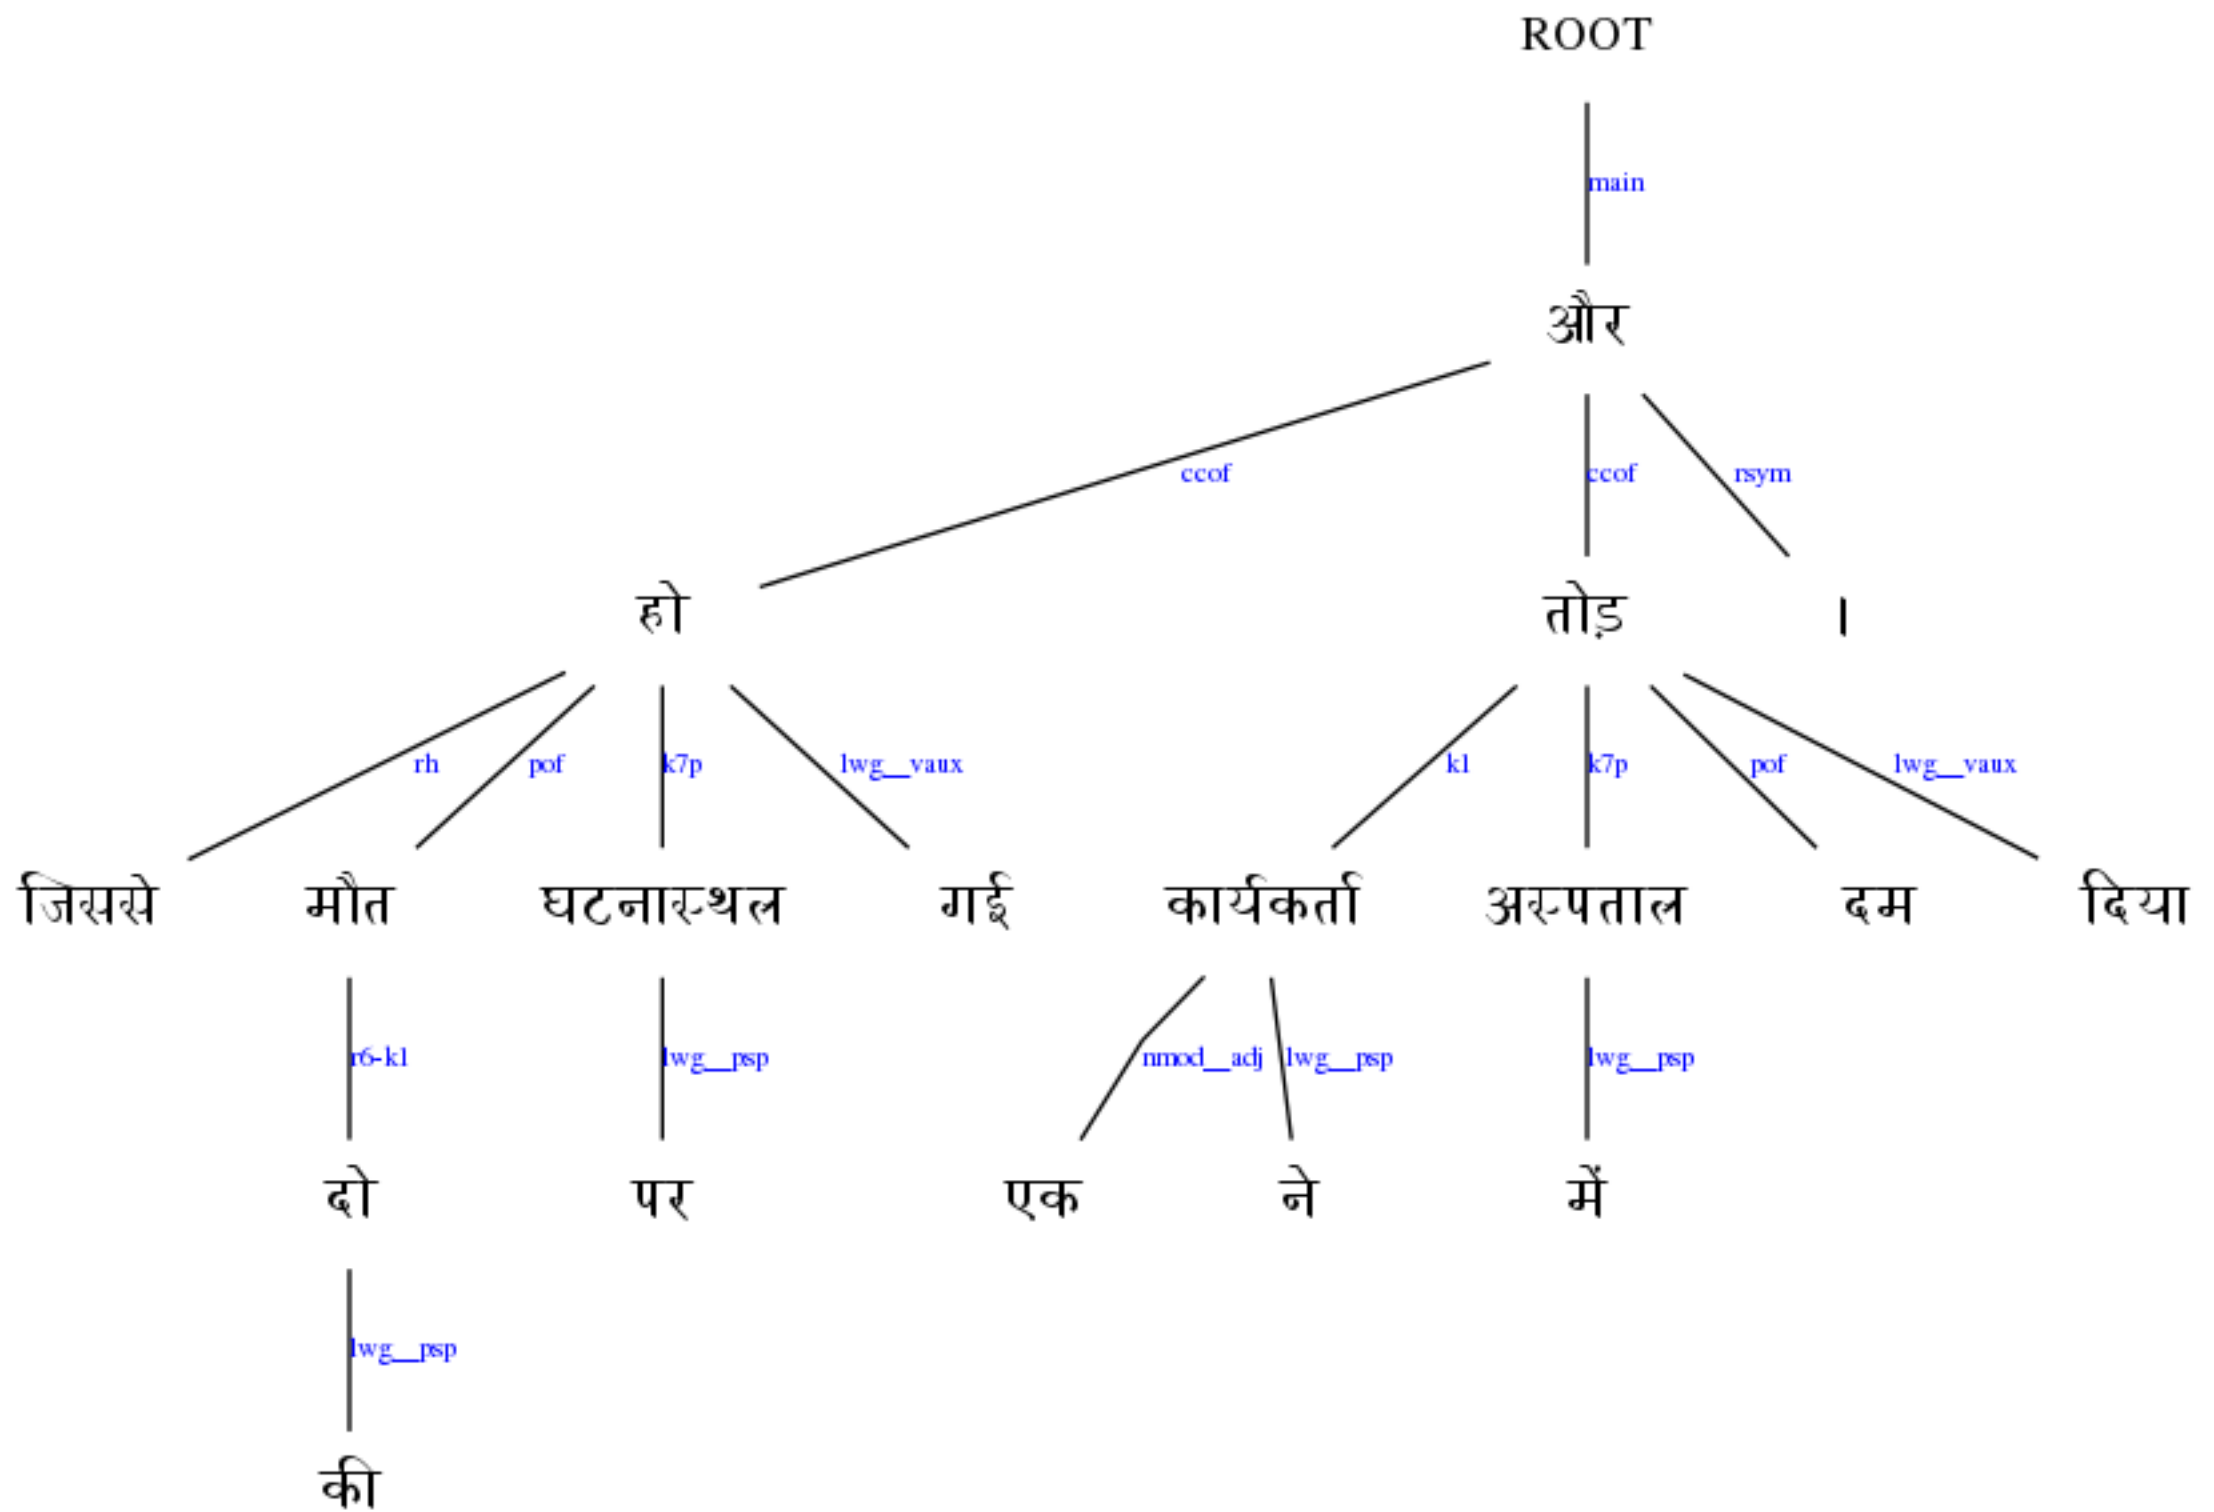 ROOT
main
और
ccof ccof rsym
हो तोड़ ।
rh pof k7p lwg__vaux k1 k7p pof lwg__vaux
जिससे मौत घटनास्थल गई कार्यकर्ता अस्पताल दम दिया
r6-k1 lwg__psp nmod__adj lwg__psp lwg__psp
दो पर एक ने में
lwg__psp
की